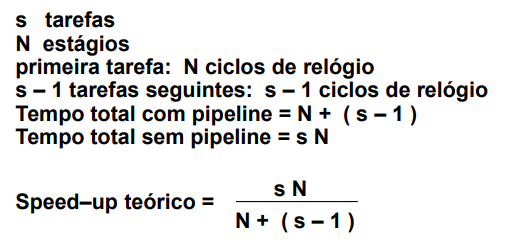 s tarefas
N estágios
primeira tarefa: N ciclos de relógio
s – 1 tarefas seguintes: s – 1 ciclos de relógio
Tempo total com pipeline = N + ( s – 1 )
Tempo total sem pipeline = s N
s N
Speed–up teórico =
N + ( s – 1 )